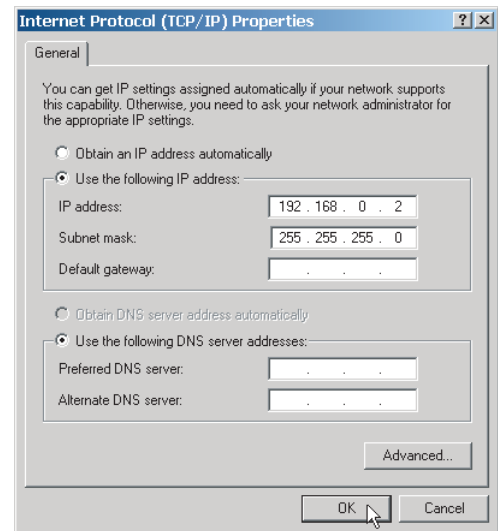 Internet Protocol (TCP/IP) Properties ? X
General
You can get IP settings assigned automatically if your network supports
this capability. Otherwise, you need to ask your network administrator for
the appropriate IP settings.
Obtain an IP address automatically
Use the following IP address:
IP address: 192 . 168 . 0 . 2
Subnet mask: 255 . 255 . 255 . 0
Default gateway: . . .
Obtain DNS server address automatically
Use the following DNS server addresses:
Preferred DNS server: . . .
Alternate DNS server: . . .
Advanced...
OK Cancel